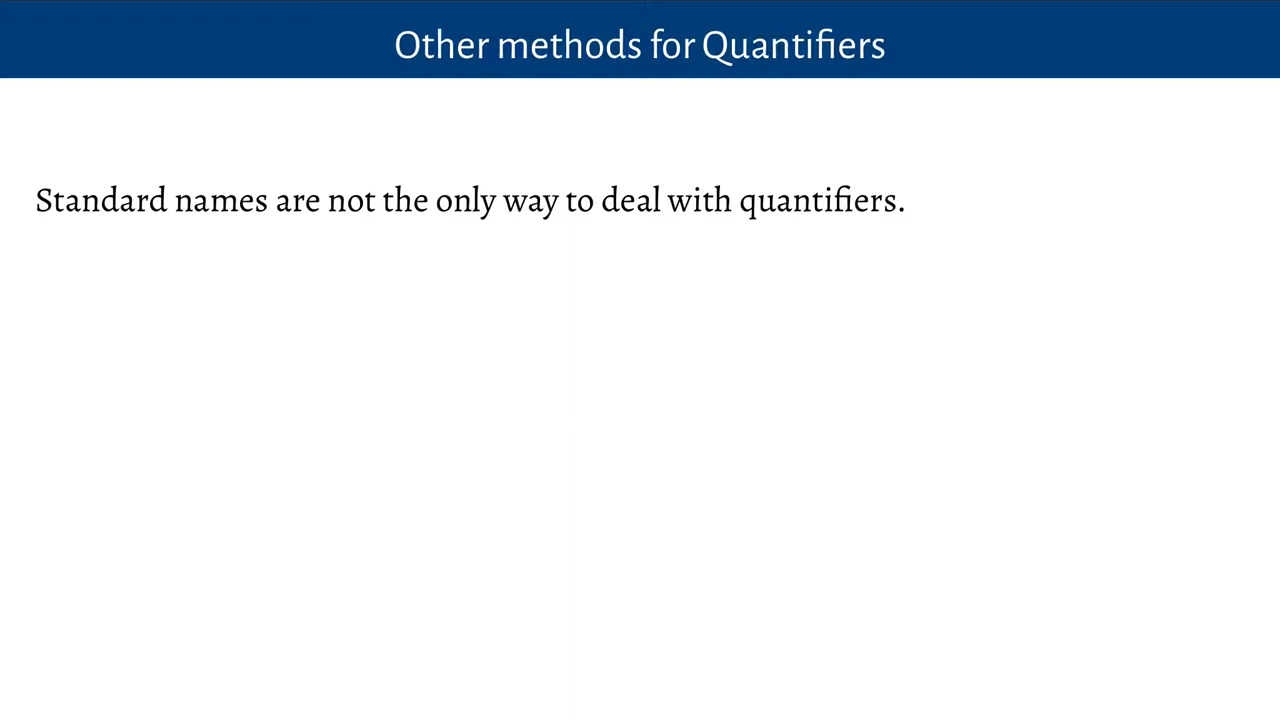 Other methods for Quantifiers
Standard names are not the only way to deal with quantifiers.